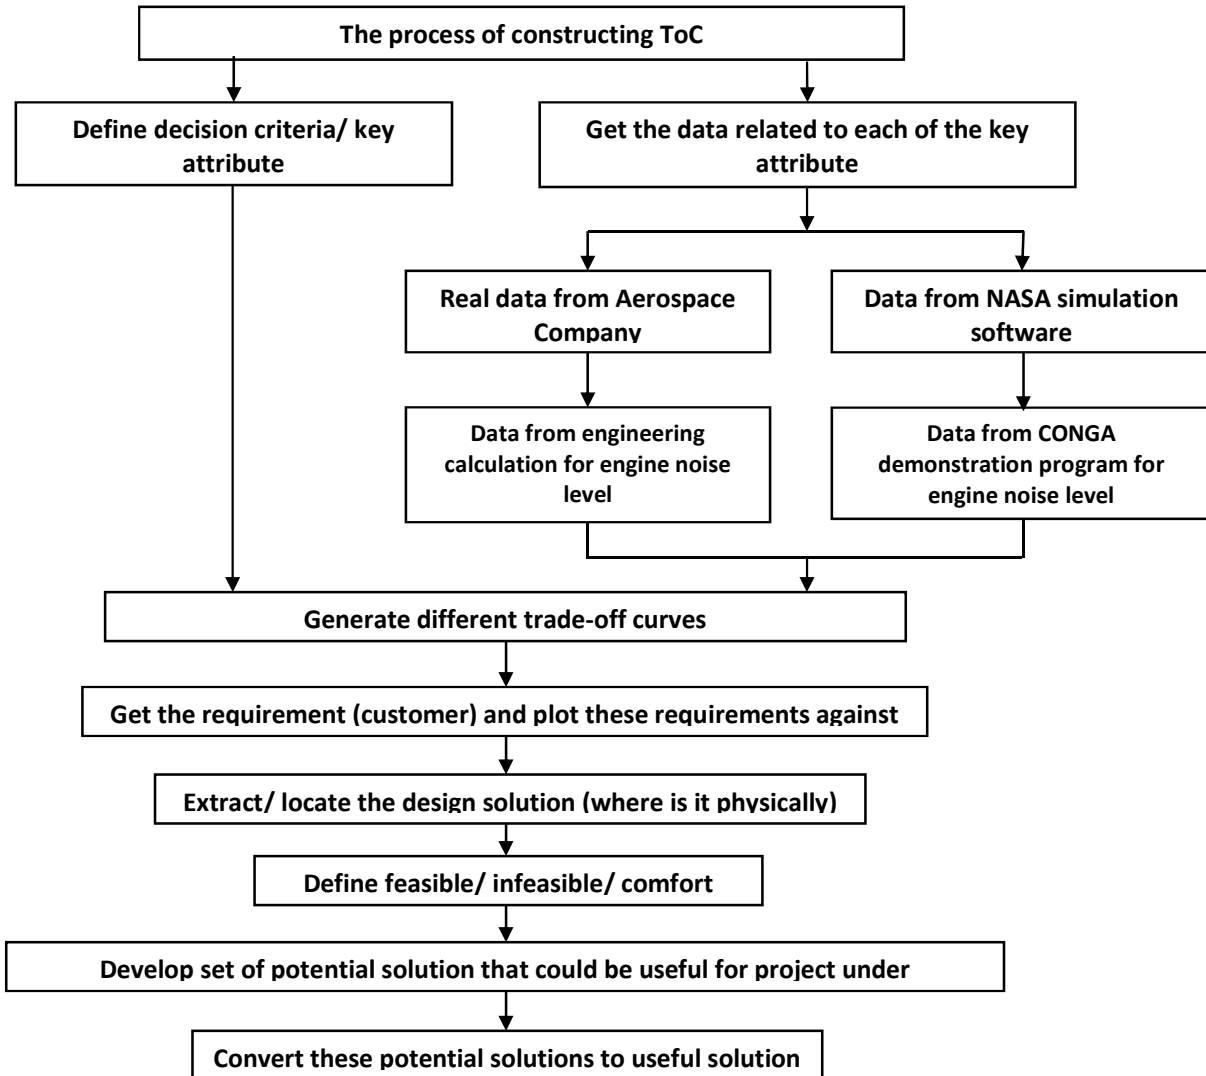 The process of constructing ToC
Define decision criteria/ key
attribute
Get the data related to each of the key
attribute
Real data from Aerospace
Company
Data from NASA simulation
software
Data from engineering
calculation for engine noise
level
Data from CONGA
demonstration program for
engine noise level
Generate different trade-off curves
Get the requirement (customer) and plot these requirements against
Extract/ locate the design solution (where is it physically)
Define feasible/ infeasible/ comfort
Develop set of potential solution that could be useful for project under
Convert these potential solutions to useful solution